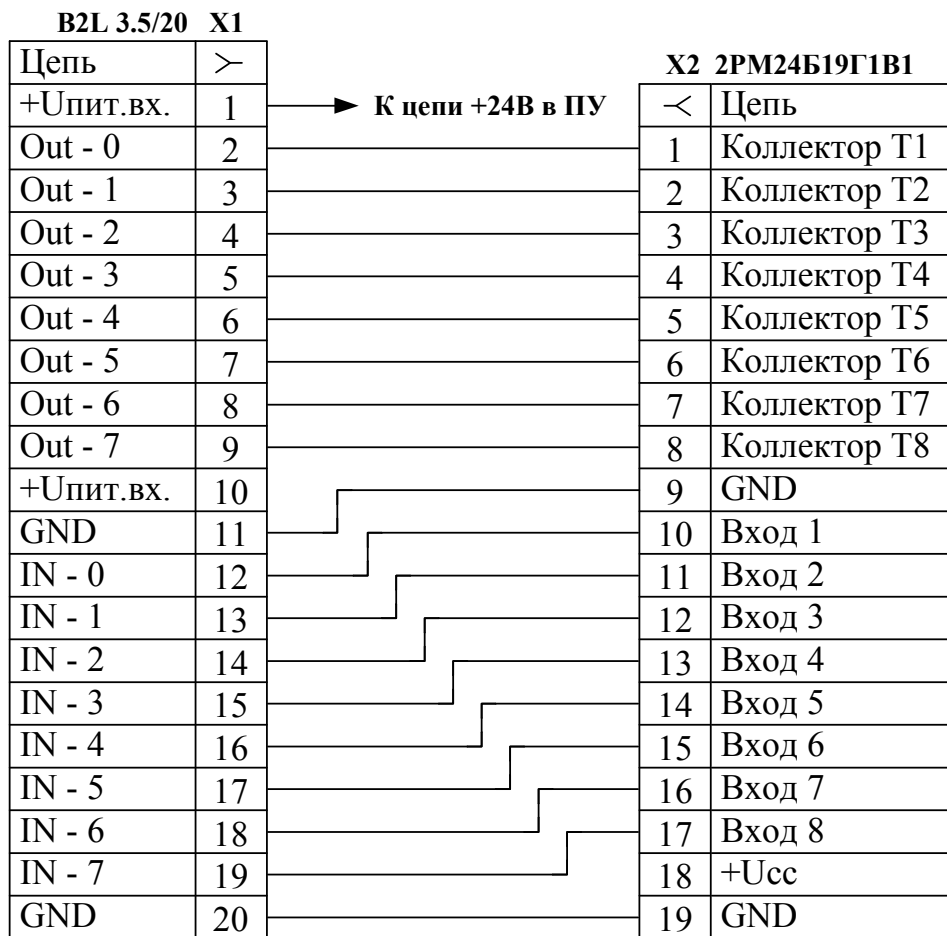 B2L 3.5/20 X1
Цепь
+Uпит.вх. 1
Out - 0 2
Out - 1 3
Out - 2 4
Out - 3 5
Out - 4 6
Out - 5 7
Out - 6 8
Out - 7 9
+Uпит.вх. 10
GND 11
IN - 0 12
IN - 1 13
IN - 2 14
IN - 3 15
IN - 4 16
IN - 5 17
IN - 6 18
IN - 7 19
GND 20
К цепи +24В в ПУ
X2 2РМ24Б19Г1В1
Цепь
1 Коллектор Т1
2 Коллектор Т2
3 Коллектор Т3
4 Коллектор Т4
5 Коллектор Т5
6 Коллектор Т6
7 Коллектор Т7
8 Коллектор Т8
9 GND
10 Вход 1
11 Вход 2
12 Вход 3
13 Вход 4
14 Вход 5
15 Вход 6
16 Вход 7
17 Вход 8
18 +Ucc
19 GND